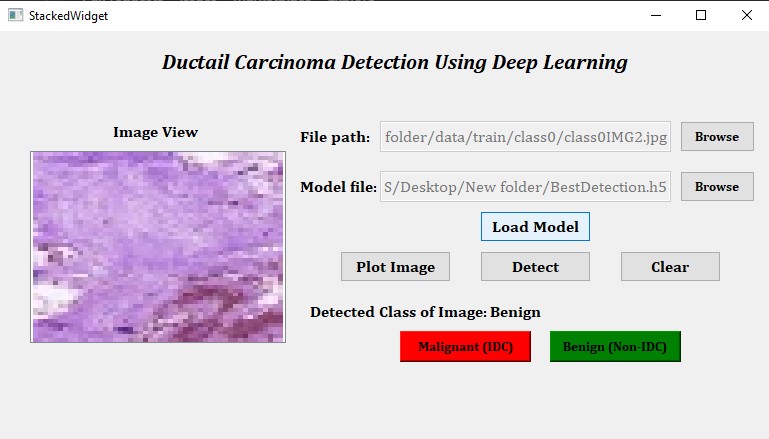 StackedWidget
Ductail Carcinoma Detection Using Deep Learning
Image View
File path: folder/data/train/class0/class0IMG2.jpg Browse
Model file: S/Desktop/New folder/BestDetection.h5 Browse
Load Model
Plot Image Detect Clear
Detected Class of Image: Benign
Malignant (IDC) Benign (Non-IDC)